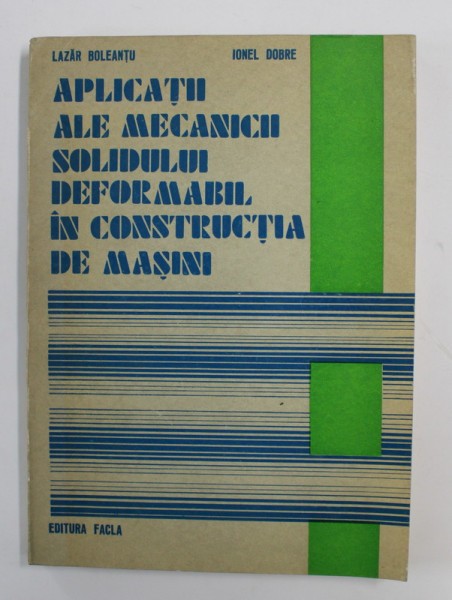 LAZĂR BOLEANȚU IONEL DOBRE
APLICAȚII
ALE MECANICII
SOLIDULUI
DEFORMABIL
ÎN CONSTRUCȚIA
DE MAȘINI
EDITURA FACLA